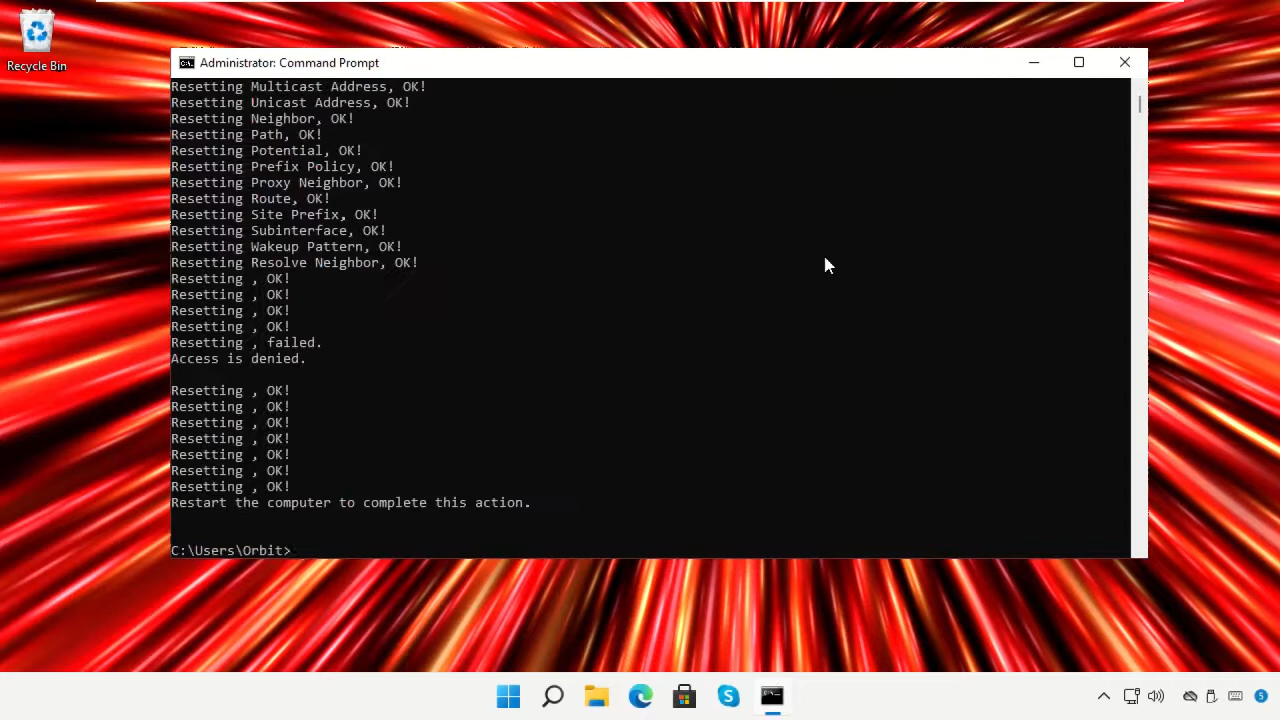 Recycle Bin
Administrator: Command Prompt
Resetting Multicast Address, OK!
Resetting Unicast Address, OK!
Resetting Neighbor, OK!
Resetting Path, OK!
Resetting Potential, OK!
Resetting Prefix Policy, OK!
Resetting Proxy Neighbor, OK!
Resetting Route, OK!
Resetting Site Prefix, OK!
Resetting Subinterface, OK!
Resetting Wakeup Pattern, OK!
Resetting Resolve Neighbor, OK!
Resetting , OK!
Resetting , OK!
Resetting , OK!
Resetting , OK!
Resetting , failed.
Access is denied.
Resetting , OK!
Resetting , OK!
Resetting , OK!
Resetting , OK!
Resetting , OK!
Resetting , OK!
Resetting , OK!
Restart the computer to complete this action.
C:\Users\Orbit>
5